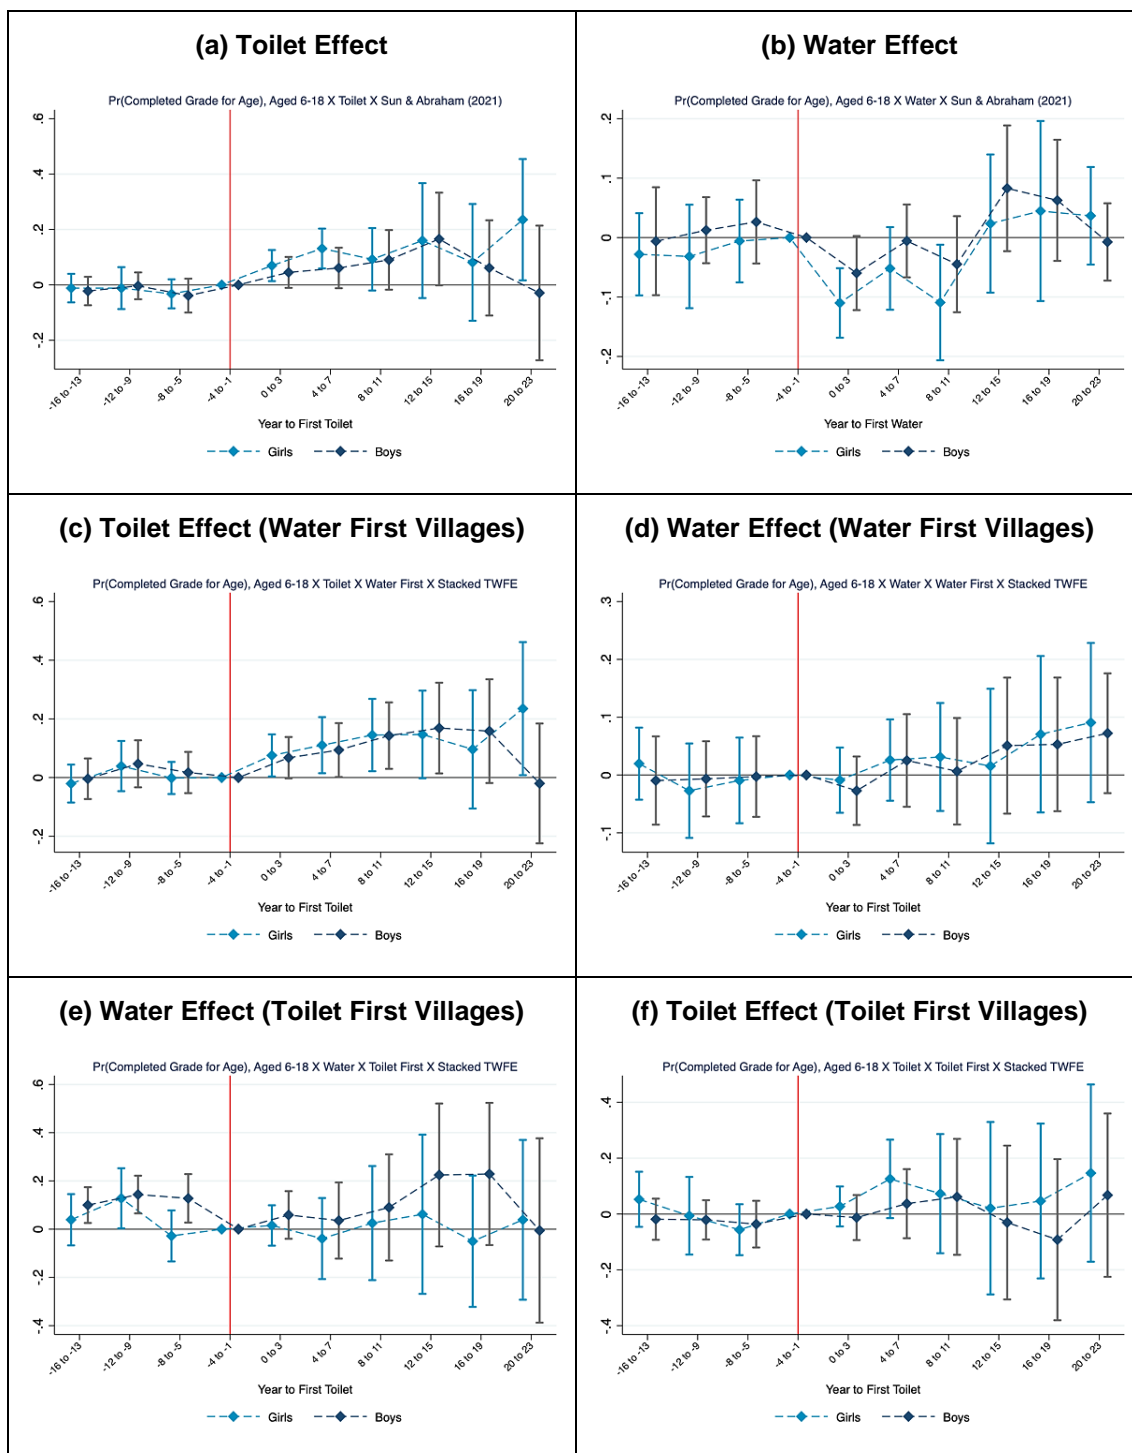 (a) Toilet Effect
Pr(Completed Grade for Age), Aged 6-18 X Toilet X Sun & Abraham (2021)
.6
.4
.2
0
-.2
-16 to -13
-12 to -9
-8 to -5
-4 to -1
0 to 3
4 to 7
8 to 11
12 to 15
16 to 19
20 to 23
Year to First Toilet
Girls Boys
(b) Water Effect
Pr(Completed Grade for Age), Aged 6-18 X Water X Sun & Abraham (2021)
.2
.1
0
-.1
-.2
-16 to -13
-12 to -9
-8 to -5
-4 to -1
0 to 3
4 to 7
8 to 11
12 to 15
16 to 19
20 to 23
Year to First Water
Girls Boys
(c) Toilet Effect (Water First Villages)
Pr(Completed Grade for Age), Aged 6-18 X Toilet X Water First X Stacked TWFE
.6
.4
.2
0
-.2
-16 to -13
-12 to -9
-8 to -5
-4 to -1
0 to 3
4 to 7
8 to 11
12 to 15
16 to 19
20 to 23
Year to First Toilet
Girls Boys
(d) Water Effect (Water First Villages)
Pr(Completed Grade for Age), Aged 6-18 X Water X Water First X Stacked TWFE
.3
.2
.1
0
-.1
-16 to -13
-12 to -9
-8 to -5
-4 to -1
0 to 3
4 to 7
8 to 11
12 to 15
16 to 19
20 to 23
Year to First Toilet
Girls Boys
(e) Water Effect (Toilet First Villages)
Pr(Completed Grade for Age), Aged 6-18 X Water X Toilet First X Stacked TWFE
.6
.4
.2
0
-.2
-.4
-16 to -13
-12 to -9
-8 to -5
-4 to -1
0 to 3
4 to 7
8 to 11
12 to 15
16 to 19
20 to 23
Year to First Toilet
Girls Boys
(f) Toilet Effect (Toilet First Villages)
Pr(Completed Grade for Age), Aged 6-18 X Toilet X Toilet First X Stacked TWFE
.4
.2
0
-.2
-.4
-16 to -13
-12 to -9
-8 to -5
-4 to -1
0 to 3
4 to 7
8 to 11
12 to 15
16 to 19
20 to 23
Year to First Toilet
Girls Boys